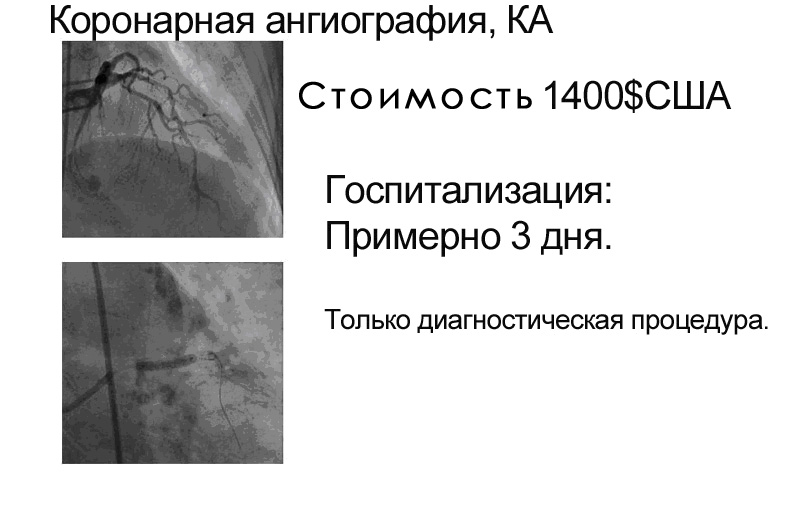 Коронарная ангиография, КА
Стоимость 1400$США
Госпитализация:
Примерно 3 дня.
Только диагностическая процедура.